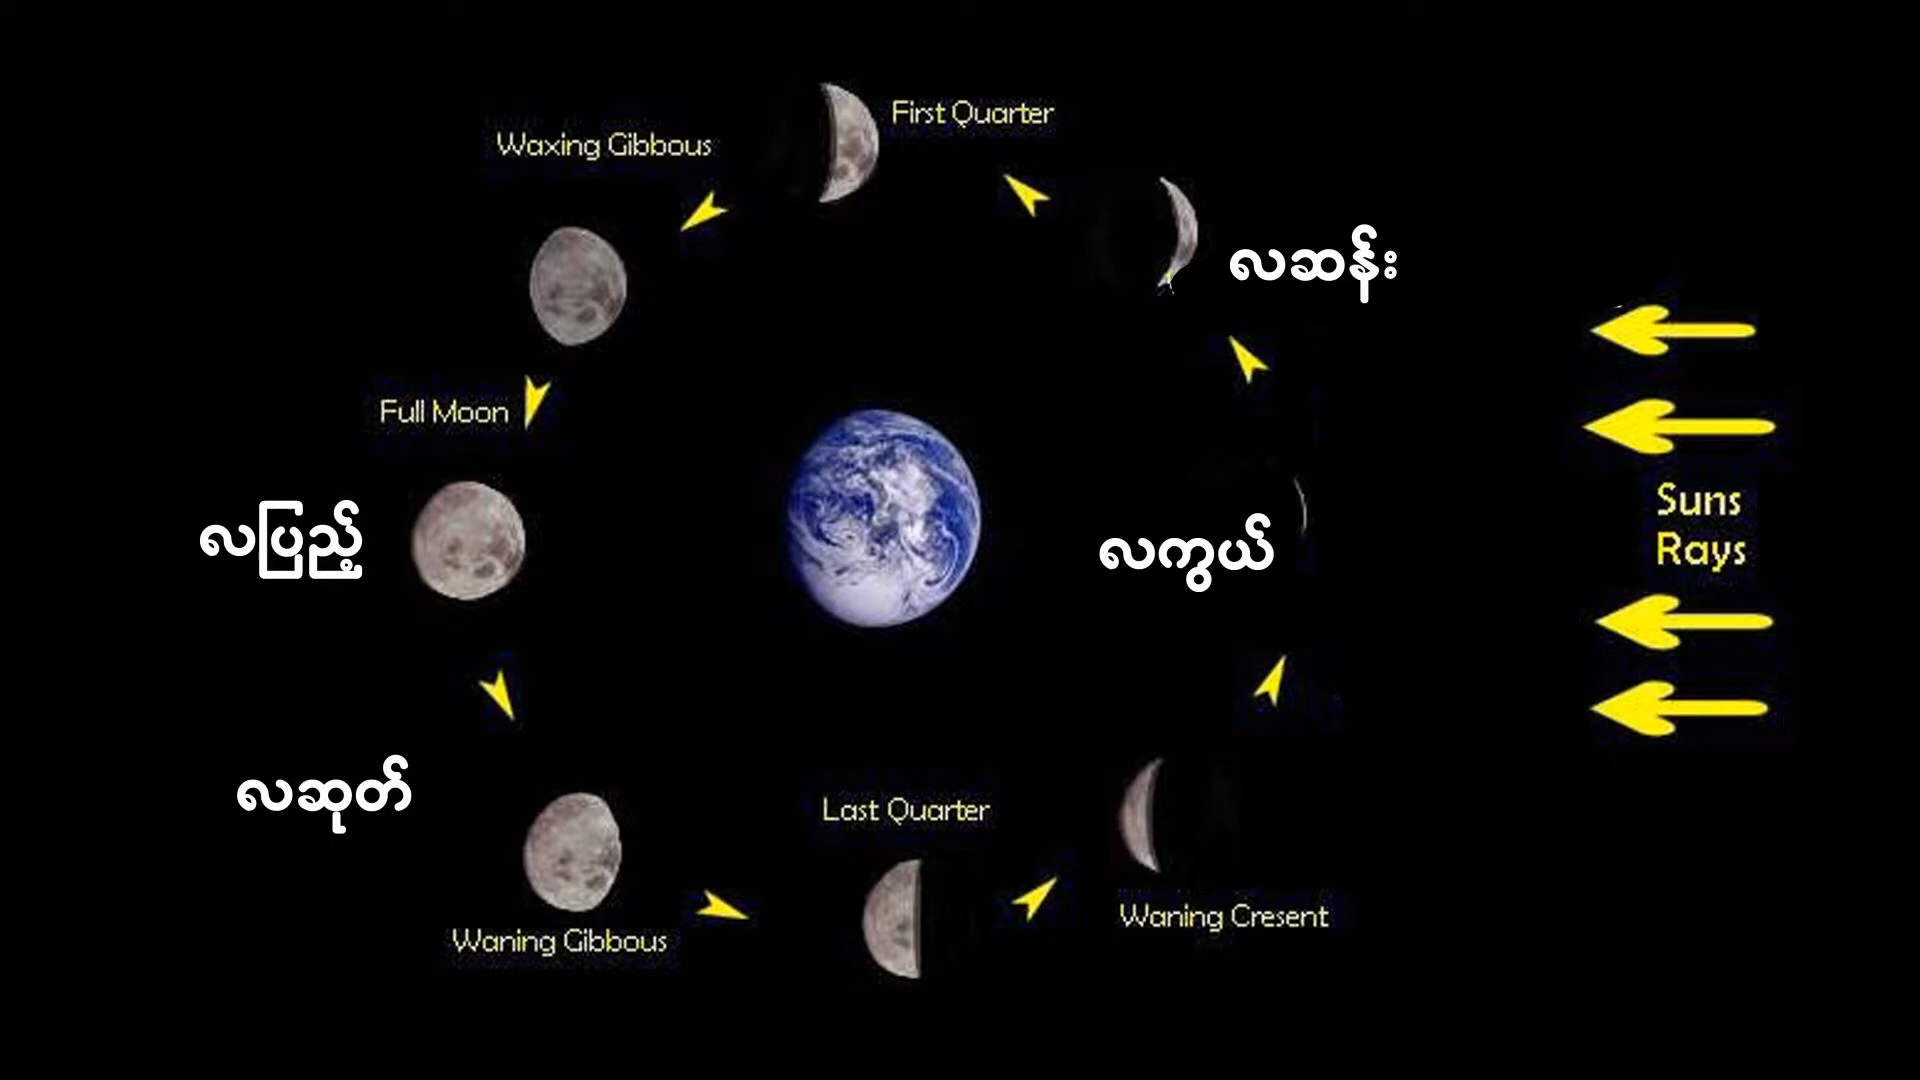 First Quarter
Waxing Gibbous
လဆန်း
Full Moon
Suns
Rays
လပြည့်
လကွယ်
လဆုတ်
Last Quarter
Waning Cresent
Waning Gibbous